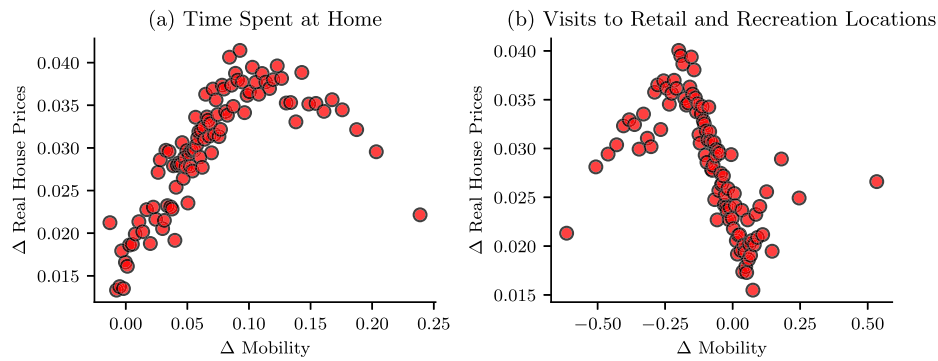 (a) Time Spent at Home
Δ Real House Prices
0.040
0.035
0.030
0.025
0.020
0.015
0.00 0.05 0.10 0.15 0.20 0.25
Δ Mobility
(b) Visits to Retail and Recreation Locations
Δ Real House Prices
0.040
0.035
0.030
0.025
0.020
0.015
−0.50 −0.25 0.00 0.25 0.50
Δ Mobility